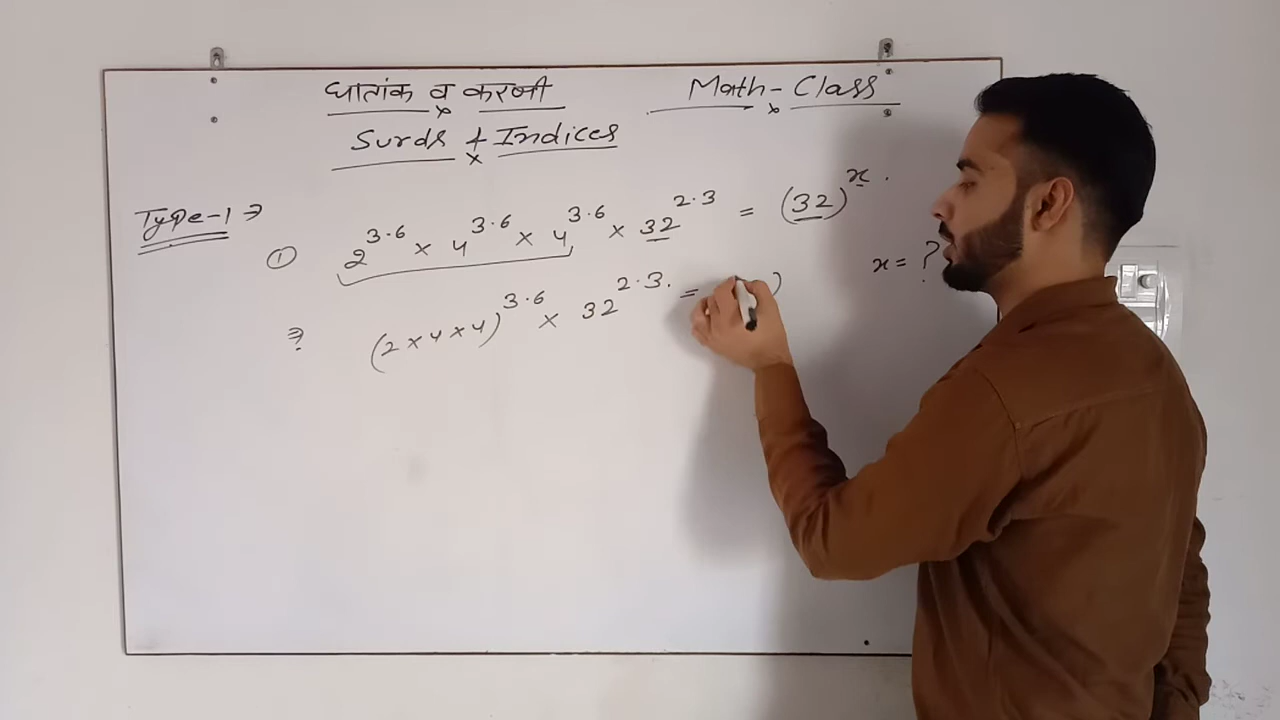 घातांक व करणी Math-Class
Surds & Indices
Type-1⇒
① 2^3.6 × 4^3.6 × 4^3.6 × 32^2.3 = (32)^x.
x = ?
⇒ (2×4×4)^3.6 × 32^2.3. = )